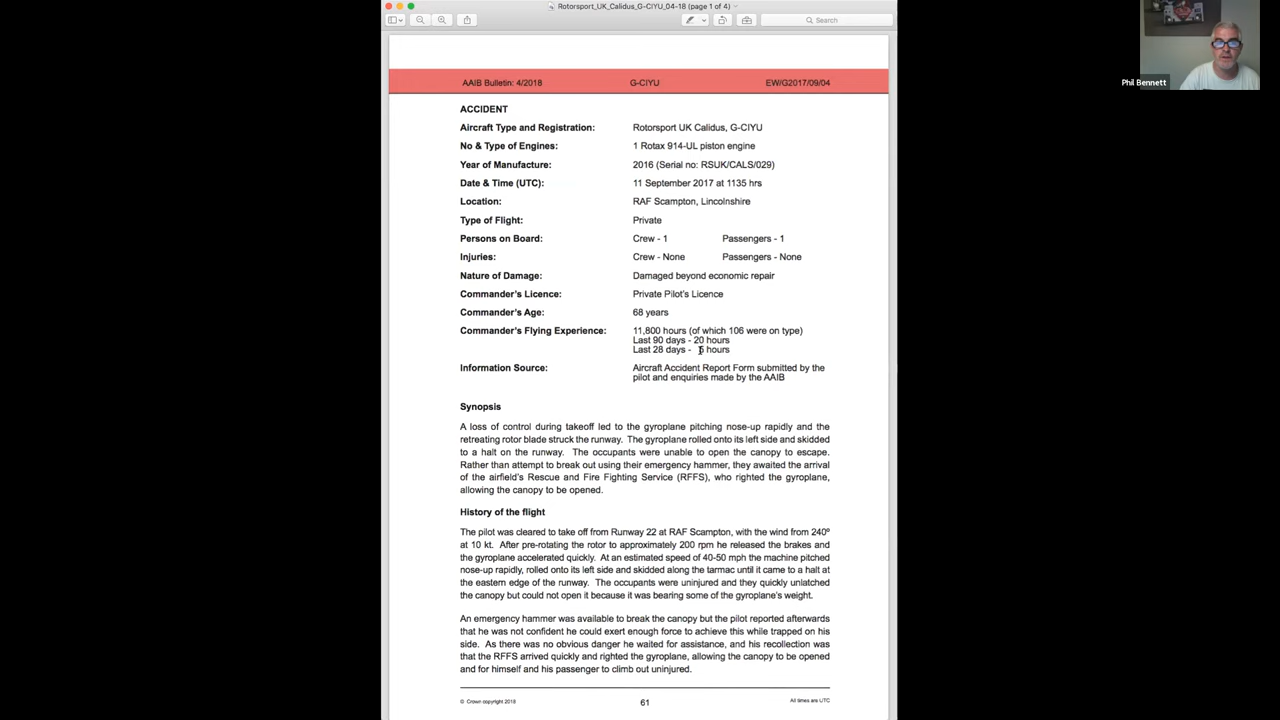 Rotorsport_UK_Calidus_G-CIYU_04-18 (page 1 of 4)
Search
Phil Bennett
AAIB Bulletin: 4/2018 G-CIYU EW/G2017/09/04
ACCIDENT
Aircraft Type and Registration: Rotorsport UK Calidus, G-CIYU
No & Type of Engines: 1 Rotax 914-UL piston engine
Year of Manufacture: 2016 (Serial no: RSUK/CALS/029)
Date & Time (UTC): 11 September 2017 at 1135 hrs
Location: RAF Scampton, Lincolnshire
Type of Flight: Private
Persons on Board: Crew - 1 Passengers - 1
Injuries: Crew - None Passengers - None
Nature of Damage: Damaged beyond economic repair
Commander's Licence: Private Pilot's Licence
Commander's Age: 68 years
Commander's Flying Experience: 11,800 hours (of which 106 were on type)
Last 90 days - 20 hours
Last 28 days - hours
Information Source: Aircraft Accident Report Form submitted by the
pilot and enquiries made by the AAIB
Synopsis
A loss of control during takeoff led to the gyroplane pitching nose-up rapidly and the
retreating rotor blade struck the runway. The gyroplane rolled onto its left side and skidded
to a halt on the runway. The occupants were unable to open the canopy to escape.
Rather than attempt to break out using their emergency hammer, they awaited the arrival
of the airfield's Rescue and Fire Fighting Service (RFFS), who righted the gyroplane,
allowing the canopy to be opened.
History of the flight
The pilot was cleared to take off from Runway 22 at RAF Scampton, with the wind from 240º
at 10 kt. After pre-rotating the rotor to approximately 200 rpm he released the brakes and
the gyroplane accelerated quickly. At an estimated speed of 40-50 mph the machine pitched
nose-up rapidly, rolled onto its left side and skidded along the tarmac until it came to a halt at
the eastern edge of the runway. The occupants were uninjured and they quickly unlatched
the canopy but could not open it because it was bearing some of the gyroplane's weight.
An emergency hammer was available to break the canopy but the pilot reported afterwards
that he was not confident he could exert enough force to achieve this while trapped on his
side. As there was no obvious danger he waited for assistance, and his recollection was
that the RFFS arrived quickly and righted the gyroplane, allowing the canopy to be opened
and for himself and his passenger to climb out uninjured.
© Crown copyright 2018 61 All times are UTC